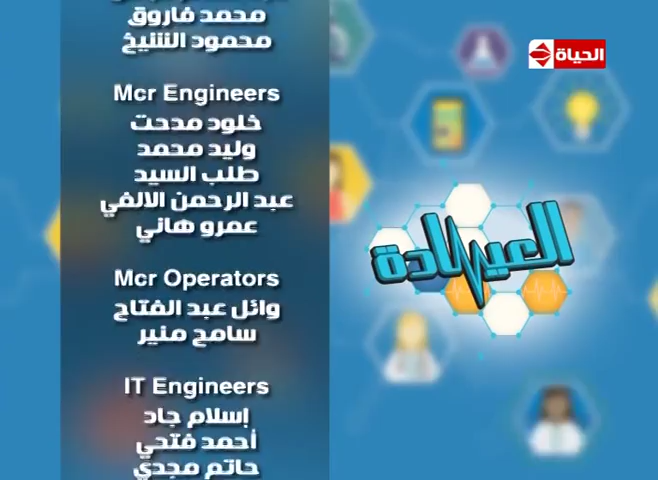 محمد فاروق
محمود الشيخ
Mcr Engineers
خلود مدحت
وليد محمد
طلب السيد
عبد الرحمن الالفي
عمرو هاني
Mcr Operators
وائل عبد الفتاح
سامح منير
IT Engineers
إسلام جاد
أحمد فتحي
حاتم مجدي
الحياة
العيادة